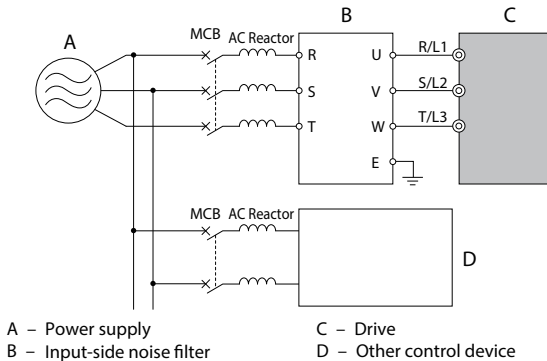 A
B
C
MCB AC Reactor
R
S
T
U
V
W
E
R/L1
S/L2
T/L3
MCB AC Reactor
D
A – Power supply
B – Input-side noise filter
C – Drive
D – Other control device